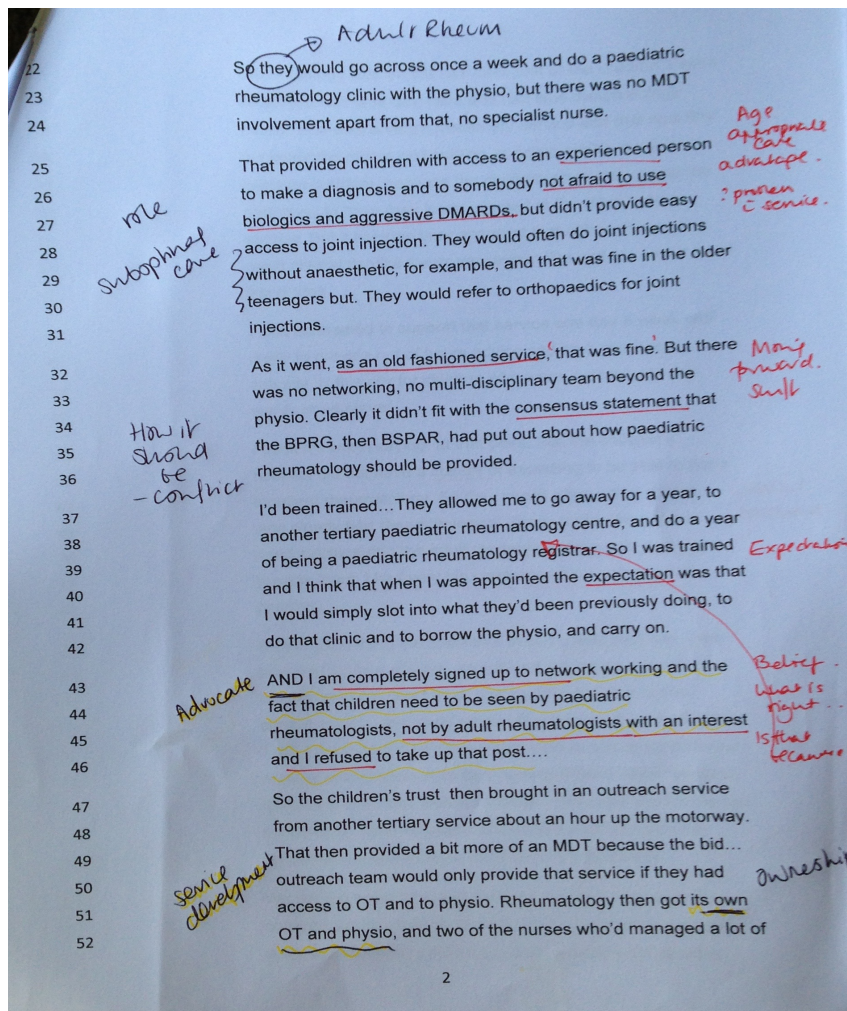 Adult Rheum
22 So they would go across once a week and do a paediatric
23 rheumatology clinic with the physio, but there was no MDT
24 involvement apart from that, no specialist nurse.
Age
appropriate
care
advatage.
25 That provided children with access to an experienced person
26 to make a diagnosis and to somebody not afraid to use
27 biologics and aggressive DMARDs, but didn't provide easy
28 access to joint injection. They would often do joint injections
29 without anaesthetic, for example, and that was fine in the older
30 teenagers but. They would refer to orthopaedics for joint
31 injections.
service.
role
suboptimal
care
32 As it went, as an old fashioned service, 'that was fine.' But there
33 was no networking, no multi-disciplinary team beyond the
34 physio. Clearly it didn't fit with the consensus statement that
35 the BPRG, then BSPAR, had put out about how paediatric
36 rheumatology should be provided.
Moving
forward.
shift
How it
should
be
- conflict
37 I'd been trained...They allowed me to go away for a year, to
38 another tertiary paediatric rheumatology centre, and do a year
39 of being a paediatric rheumatology registrar. So I was trained
40 and I think that when I was appointed the expectation was that
41 I would simply slot into what they'd been previously doing, to
42 do that clinic and to borrow the physio, and carry on.
Expectation
43 AND I am completely signed up to network working and the
44 fact that children need to be seen by paediatric
45 rheumatologists, not by adult rheumatologists with an interest
46 and I refused to take up that post....
Advocate
Belief.
What is
right...
Is that
because
47 So the children's trust then brought in an outreach service
48 from another tertiary service about an hour up the motorway.
49 That then provided a bit more of an MDT because the bid...
50 outreach team would only provide that service if they had
51 access to OT and to physio. Rheumatology then got its own
52 OT and physio, and two of the nurses who'd managed a lot of
service
development
ownership
2